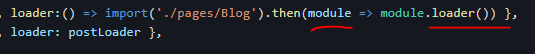 , loader:() => import('./pages/Blog').then(module => module.loader()) },
, loader: postLoader },